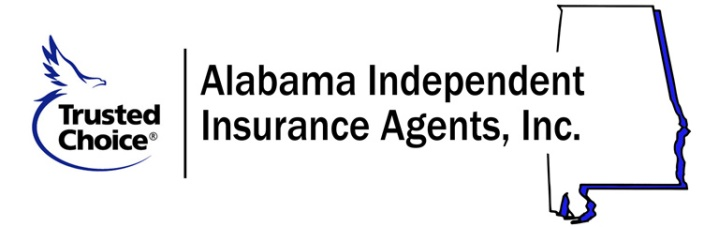 Trusted
Choice®
Alabama Independent
Insurance Agents, Inc.